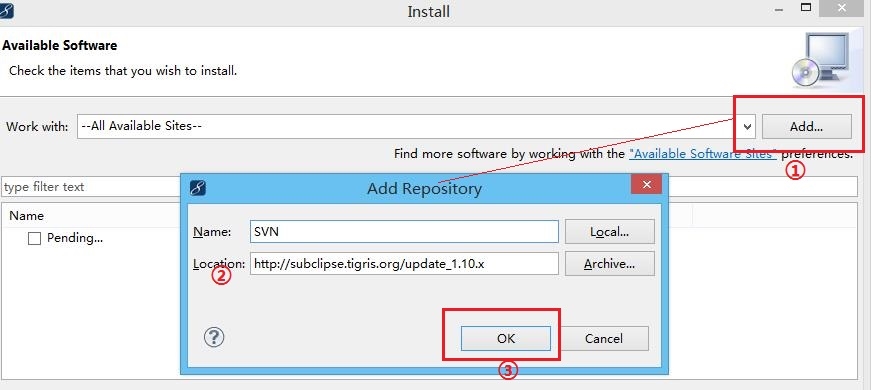 Install
Available Software
Check the items that you wish to install.
Work with: --All Available Sites-- Add...
Find more software by working with the "Available Software Sites" preferences.
①
type filter text
Add Repository
Name
Pending...
Name: SVN Local...
Location: http://subclipse.tigris.org/update_1.10.x Archive...
②
? OK Cancel
③